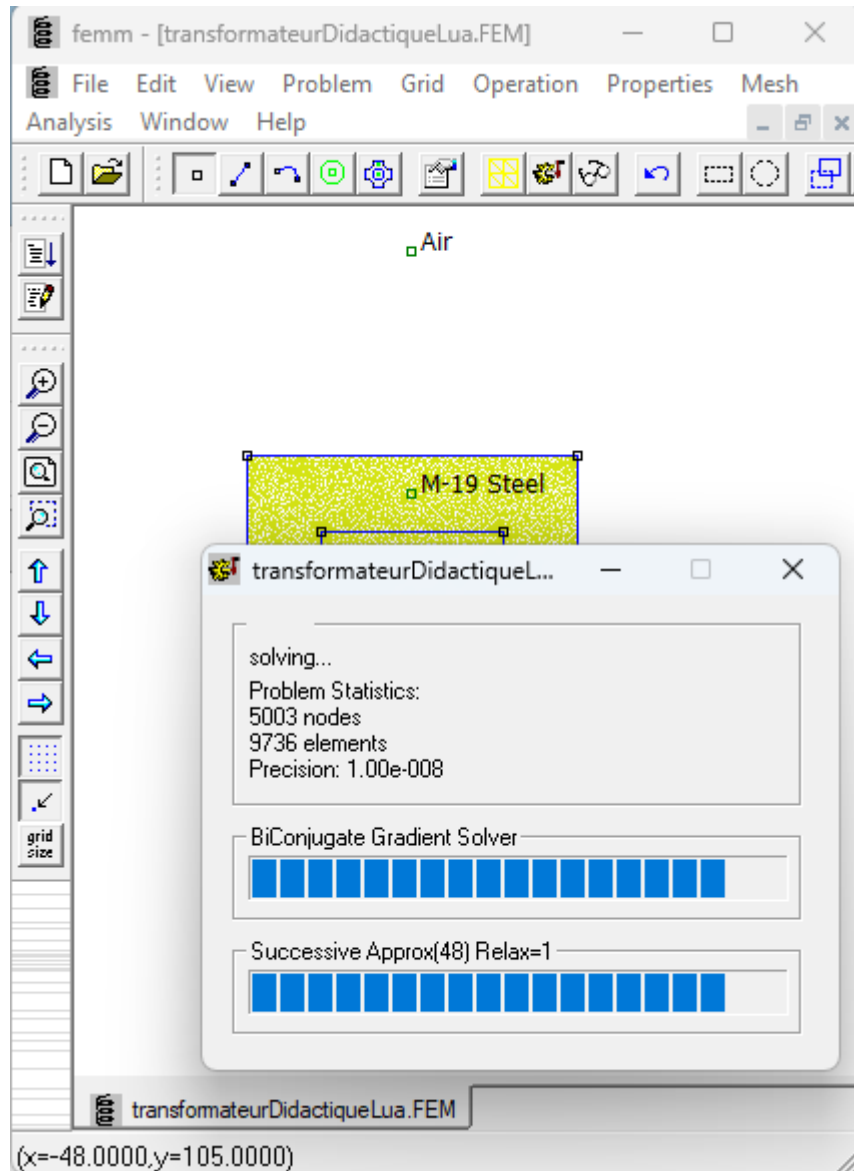 femm - [transformateurDidactiqueLua.FEM]
File Edit View Problem Grid Operation Properties Mesh
Analysis Window Help
Air
M-19 Steel
transformateurDidactiqueL...
solving...
Problem Statistics:
5003 nodes
9736 elements
Precision: 1.00e-008
BiConjugate Gradient Solver
Successive Approx(48) Relax=1
grid
size
transformateurDidactiqueLua.FEM
(x=-48.0000,y=105.0000)